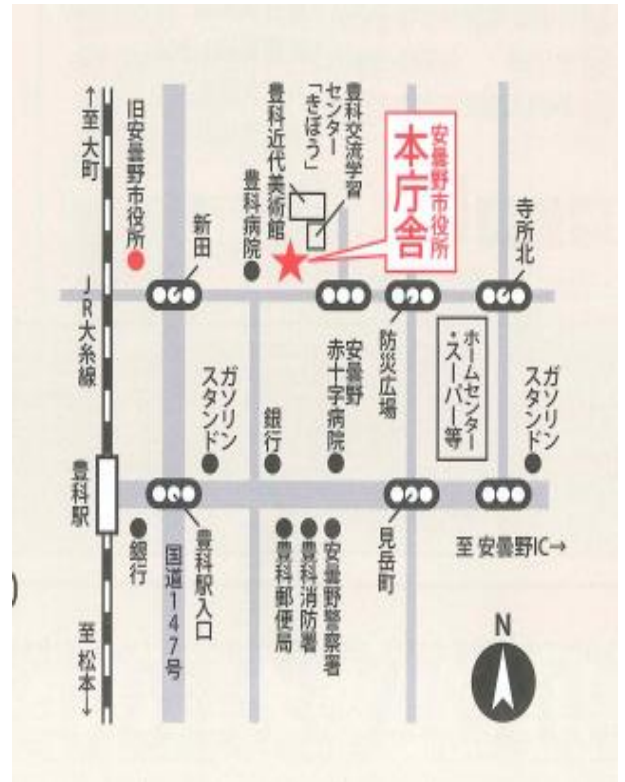 ↑至 大町
旧安曇野市役所
新田
豊科病院
豊科近代美術館
豊科交流学習
センター
「きぼう」
安曇野市役所
本庁舎
寺所北
JR大糸線
ガソリン
スタンド
銀行
安曇野
赤十字病院
防災広場
ホームセンター
・スーパー等
ガソリン
スタンド
豊科駅
銀行
国道147号
豊科駅入口
豊科郵便局
豊科消防署
安曇野警察署
見岳町
至 安曇野IC→
至 松本→
N
)